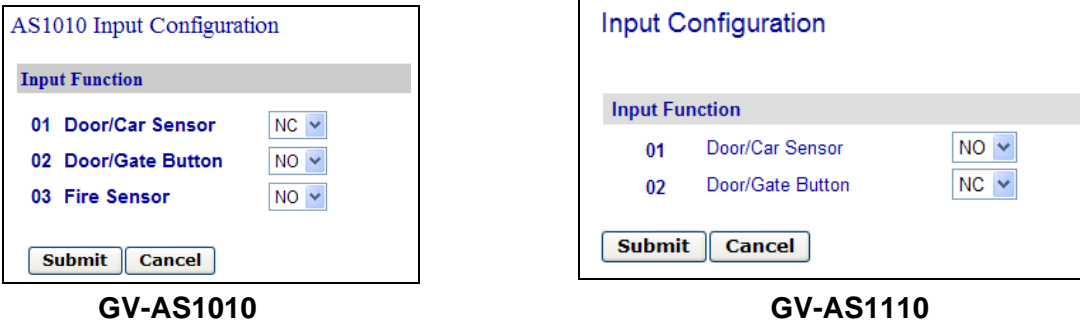 AS1010 Input Configuration
Input Function
01 Door/Car Sensor NC
02 Door/Gate Button NO
03 Fire Sensor NO
Submit Cancel
GV-AS1010
Input Configuration
Input Function
01 Door/Car Sensor NO
02 Door/Gate Button NC
Submit Cancel
GV-AS1110